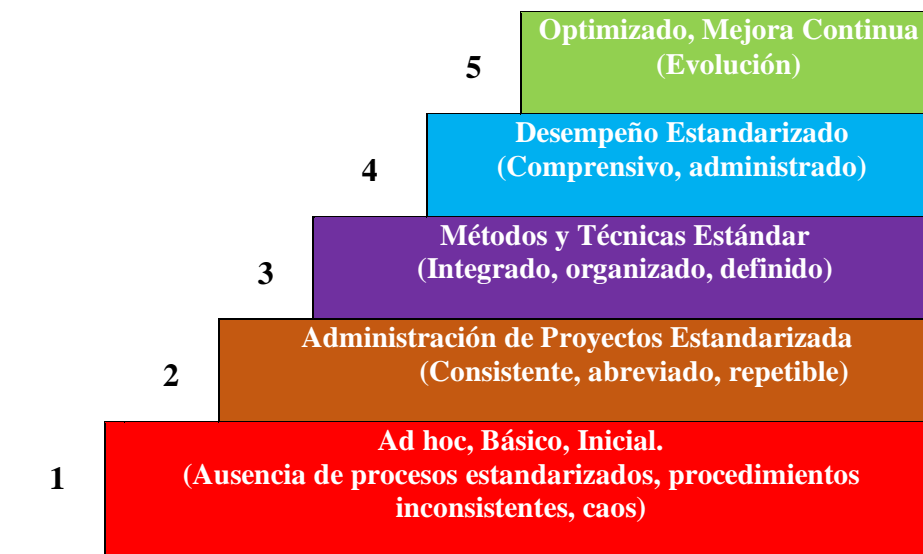 5
Optimizado, Mejora Continua
(Evolución)
4
Desempeño Estandarizado
(Comprensivo, administrado)
3
Métodos y Técnicas Estándar
(Integrado, organizado, definido)
2
Administración de Proyectos Estandarizada
(Consistente, abreviado, repetible)
1
Ad hoc, Básico, Inicial.
(Ausencia de procesos estandarizados, procedimientos
inconsistentes, caos)